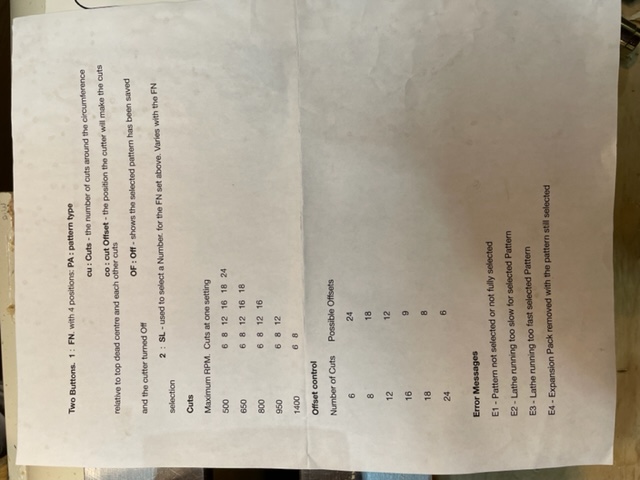 Two Buttons. 1 : FN. with 4 positions: PA : pattern type
cu : Cuts - the number of cuts around the circumference
co : cut Offset - the position the cutter will make the cuts
relative to top dead centre and each other cuts
OF : Off - shows the selected pattern has been saved
and the cutter turned Off
2 : SL - used to select a Number. for the FN set above. Varies with the FN
selection
Cuts
Maximum RPM. Cuts at one setting
500 6 8 12 16 18 24
650 6 8 12 16 18
800 6 8 12 16
950 6 8 12
1400 6 8
Offset control
Number of Cuts Possible Offsets
6 24
8 18
12 12
16 9
18 8
24 6
Error Messages
E1 - Pattern not selected or not fully selected
E2 - Lathe running too slow for selected Pattern
E3 - Lathe running too fast selected Pattern
E4 - Expansion Pack removed with the pattern still selected